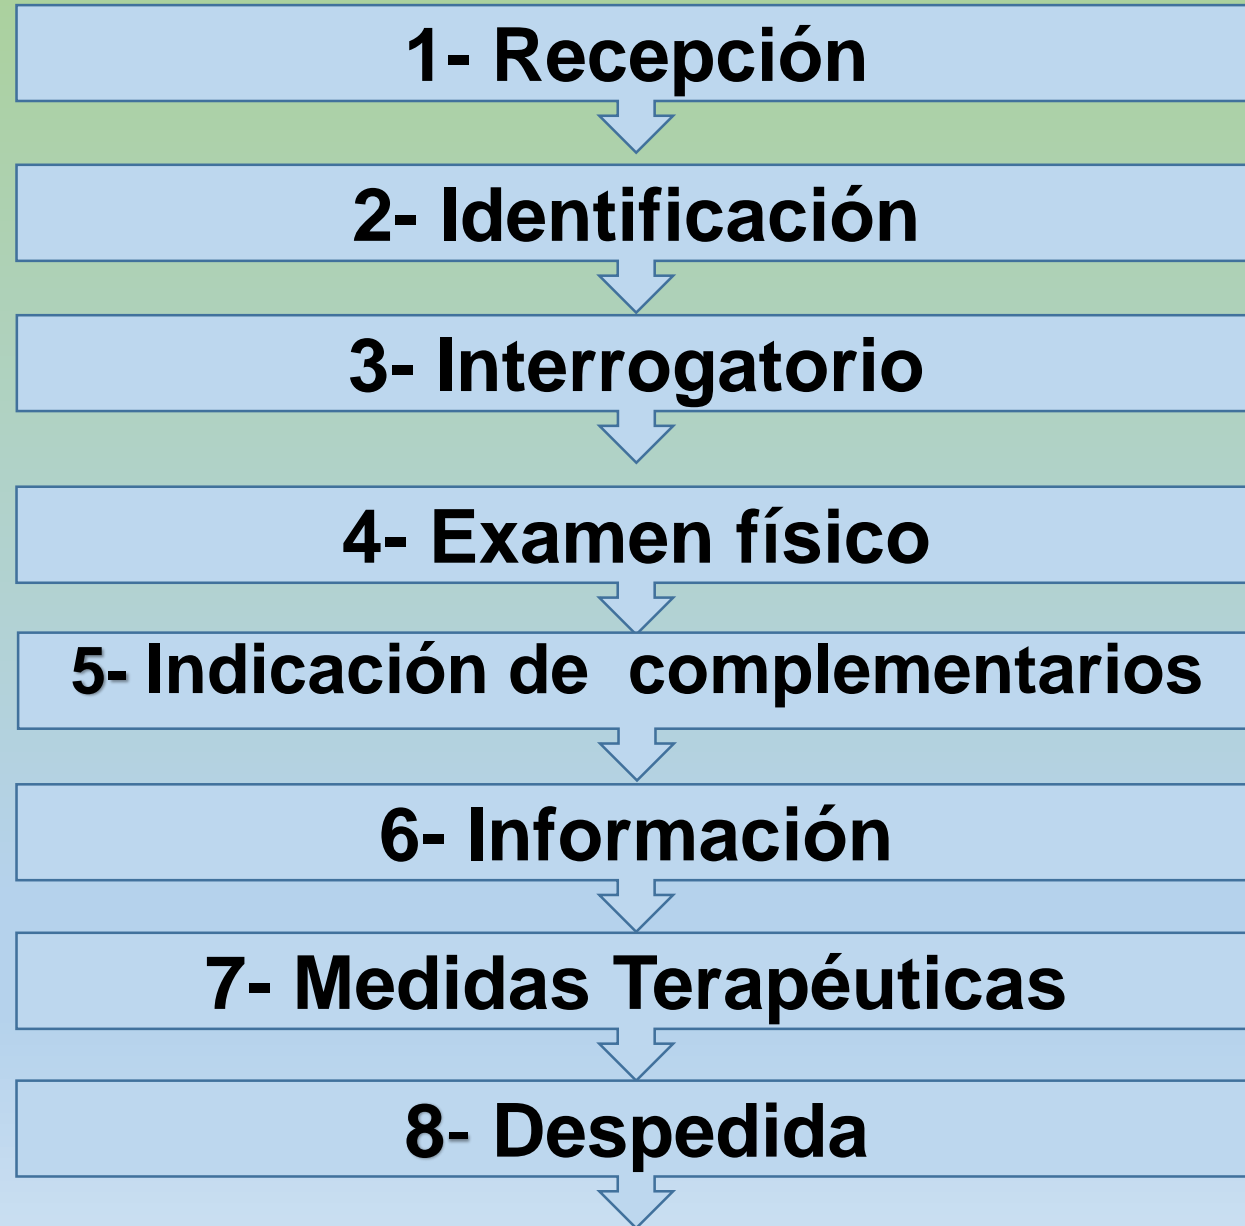 1- Recepción
2- Identificación
3- Interrogatorio
4- Examen físico
5- Indicación de  complementarios
6- Información
7- Medidas Terapéuticas
8- Despedida